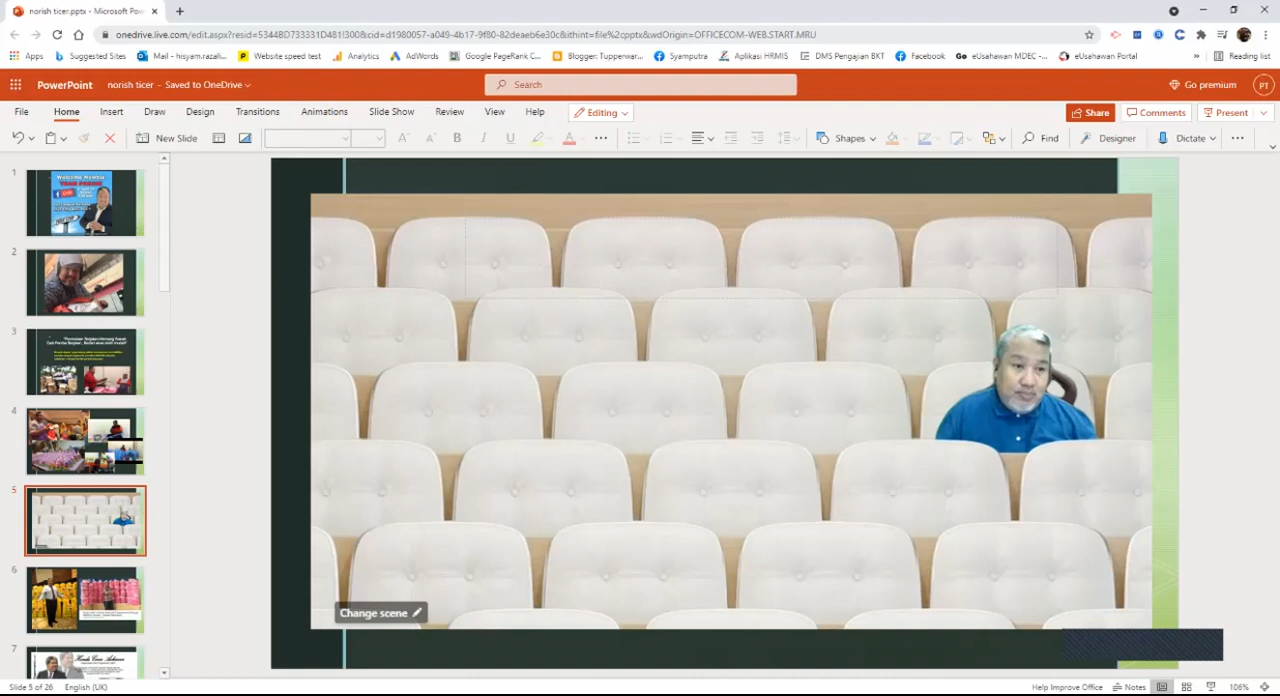 norish ticer.pptx - Microsoft Pow
onedrive.live.com/edit.aspx?resid=5344BD733331D481!300&cid=d1980057-a049-4b17-9f80-82deaeb6e30c&ithint=file%2cpptx&wdOrigin=OFFICECOM-WEB.START.MRU
Apps Suggested Sites Mail - hisyam.razali... Website speed test Analytics AdWords Google PageRank C... Blogger: Tupperwar... Syamputra Aplikasi HRMIS DMS Pengajian BKT Facebook eUsahawan MDEC -... eUsahawan Portal » Reading list
PowerPoint norish ticer - Saved to OneDrive Search Go premium PT
File Home Insert Draw Design Transitions Animations Slide Show Review View Help Editing Share Comments Present
New Slide B I U A Shapes Find Designer Dictate
1
Welcome Newbie
2
3
4
5
6
7
Change scene
Slide 5 of 26 English (UK) Help Improve Office Notes 106%